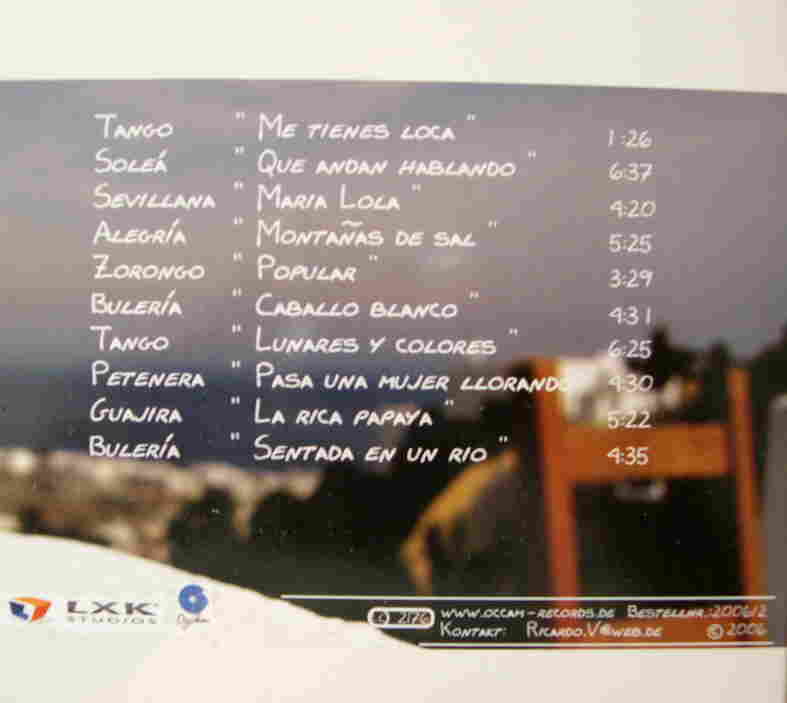 Tango " Me tienes loca " 1:26
Soleá " Que andan hablando " 6:37
Sevillana " Maria Lola " 4:20
Alegría " Montañas de sal " 5:25
Zorongo " Popular " 3:29
Bulería " Caballo blanco " 4:31
Tango " Lunares y colores " 6:25
Petenera " Pasa una mujer llorando 4:30
Guajira " La rica papaya " 5:22
Bulería " Sentada en un rio " 4:35
LXK
STUDIOS
www.occam-records.de Bestellnr.:2006/2
Kontakt: Ricardo.V@web.de © 2006